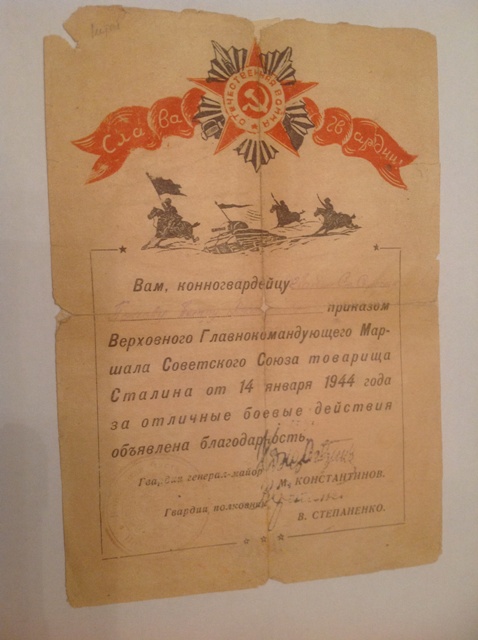 Слава гвардии!
ОТЕЧЕСТВЕННАЯ ВОЙНА
Вам, конногвардейцу
приказом
Верховного Главнокомандующего Мар-
шала Советского Союза товарища
Сталина от 14 января 1944 года
за отличные боевые действия
объявлена благодарность.
Гвардии генерал-майор
М. КОНСТАНТИНОВ.
Гвардии полковник
В. СТЕПАНЕНКО.